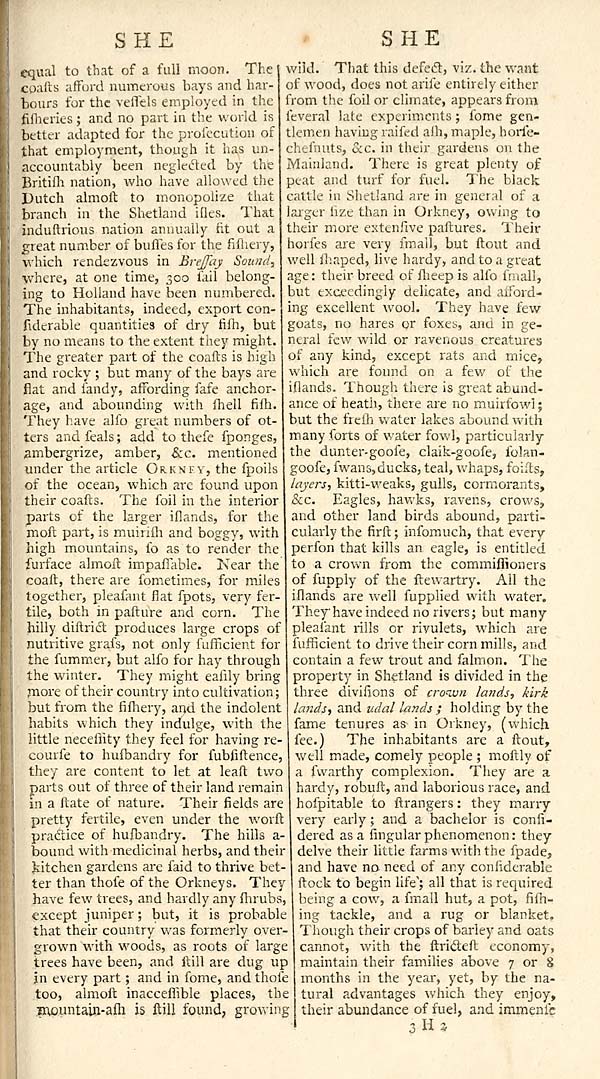 SHE
equal to that of a full moon. The
coaſts afford numerous bays and har-
bours for the veſſels employed in the
fiſheries; and no part in the world is
better adapted for the proſecution of
that employment, though it has un-
accountably been neglected by the
Britiſh nation, who have allowed the
Dutch almoſt to monopolize that
branch in the Shetland iſles. That
induſtrious nation annually fit out a
great number of buſſes for the fiſhery,
which rendezvous in Breſſay Sound,
where, at one time, 300 ſail belong-
ing to Holland have been numbered.
The inhabitants, indeed, export con-
ſiderable quantities of dry fiſh, but
by no means to the extent they might.
The greater part of the coaſts is high
and rocky; but many of the bays are
flat and ſandy, affording ſafe anchor-
age, and abounding with ſhell fiſh.
They have alſo great numbers of ot-
ters and ſeals; add to theſe ſponges,
ambergrize, amber, &c. mentioned
under the article ORKNEY, the ſpoils
of the ocean, which are found upon
their coaſts. The ſoil in the interior
parts of the larger iſlands, for the
moſt part, is muiriſh and boggy, with
high mountains, ſo as to render the
ſurface almoſt impaſſable. Near the
coaſt, there are ſometimes, for miles
together, pleaſant flat ſpots, very fer-
tile, both in paſture and corn. The
hilly diſtrict produces large crops of
nutritive graſs, not only ſufficient for
the ſummer, but alſo for hay through
the winter. They might eaſily bring
more of their country into cultivation;
but from the fiſhery, and the indolent
habits which they indulge, with the
little neceſſity they feel for having re-
courſe to huſbandry for ſubſiſtence,
they are content to let at leaſt two
parts out of three of their land remain
in a ſtate of nature. Their fields are
pretty fertile, even under the worſt
practice of huſbandry. The hills a-
bound with medicinal herbs, and their
kitchen gardens are ſaid to thrive bet-
ter than thoſe of the Orkneys. They
have few trees, and hardly any ſhrubs,
except juniper; but, it is probable
that their country was formerly over-
grown with woods, as roots of large
trees have been, and ſtill are dug up
in every part; and in ſome, and thoſe
too, almoſt inacceſſible places, the
mountain-aſh is ſtill found, growing
SHE
wild. That this defect, viz. the want
of wood, does not ariſe entirely either
from the ſoil or climate, appears from
ſeveral late experiments; ſome gen-
tlemen having raiſed aſh, maple, horſe-
cheſnuts, &c. in their gardens on the
Mainland. There is great plenty of
peat and turf for fuel. The black
cattle in Shetland are in general of a
larger ſize than in Orkney, owing to
their more extenſive paſtures. Their
horſes are very ſmall, but ſtout and
well ſhaped, live hardy, and to a great
age: their breed of ſheep is alſo ſmall,
but exceedingly delicate, and afford-
ing excellent wool. They have few
goats, no hares or foxes, and in ge-
neral few wild or ravenous creatures
of any kind, except rats and mice,
which are found on a few of the
iſlands. Though there is great abund-
ance of heath, there are no muirfowl;
but the freſh water lakes abound with
many ſorts of water fowl, particularly
the dunter-gooſe, claik-gooſe, ſolan-
gooſe, ſwans, ducks, teal, whaps, foiſts,
layers, kitti-weaks, gulls, cormorants,
&c. Eagles, hawks, ravens, crows,
and other land birds abound, parti-
cularly the firſt; inſomuch, that every
perſon that kills an eagle, is entitled
to a crown from the commiſſioners
of ſupply of the ſtewartry. All the
iſlands are well ſupplied with water.
They have indeed no rivers; but many
pleaſant rills or rivulets, which are
ſufficient to drive their corn mills, and
contain a few trout and ſalmon. The
property in Shetland is divided in the
three diviſions of crown lands, kirk
lands, and udal lands; holding by the
ſame tenures as in Orkney, (which
ſee.) The inhabitants are a ſtout,
well made, comely people; moſtly of
a ſwarthy complexion. They are a
hardy, robuſt, and laborious race, and
hoſpitable to ſtrangers: they marry
very early; and a bachelor is conſi-
dered as a ſingular phenomenon: they
delve their little farms with the ſpade,
and have no need of any conſiderable
ſtock to begin life; all that is required
being a cow, a ſmall hut, a pot, fiſh-
ing tackle, and a rug or blanket.
Though their crops of barley and oats
cannot, with the ſtricteſt economy,
maintain their families above 7 or 8
months in the year, yet, by the na-
tural advantages which they enjoy,
their abundance of fuel, and immenſe
3 H 2